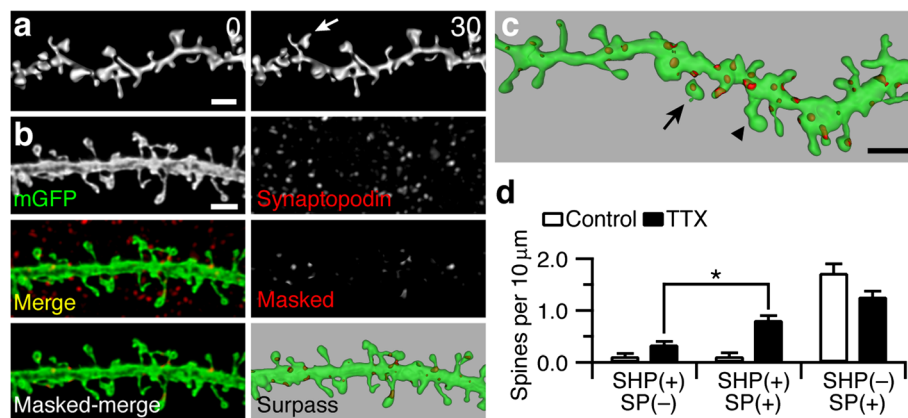 a
0
30
b
mGFP
Synaptopodin
Merge
Masked
Masked-merge
Surpass
c
d
Control TTX
Spines per 10 μm
2.0
1.0
0.0
*
SHP(+) SHP(+) SHP(−)
SP(−) SP(+) SP(+)